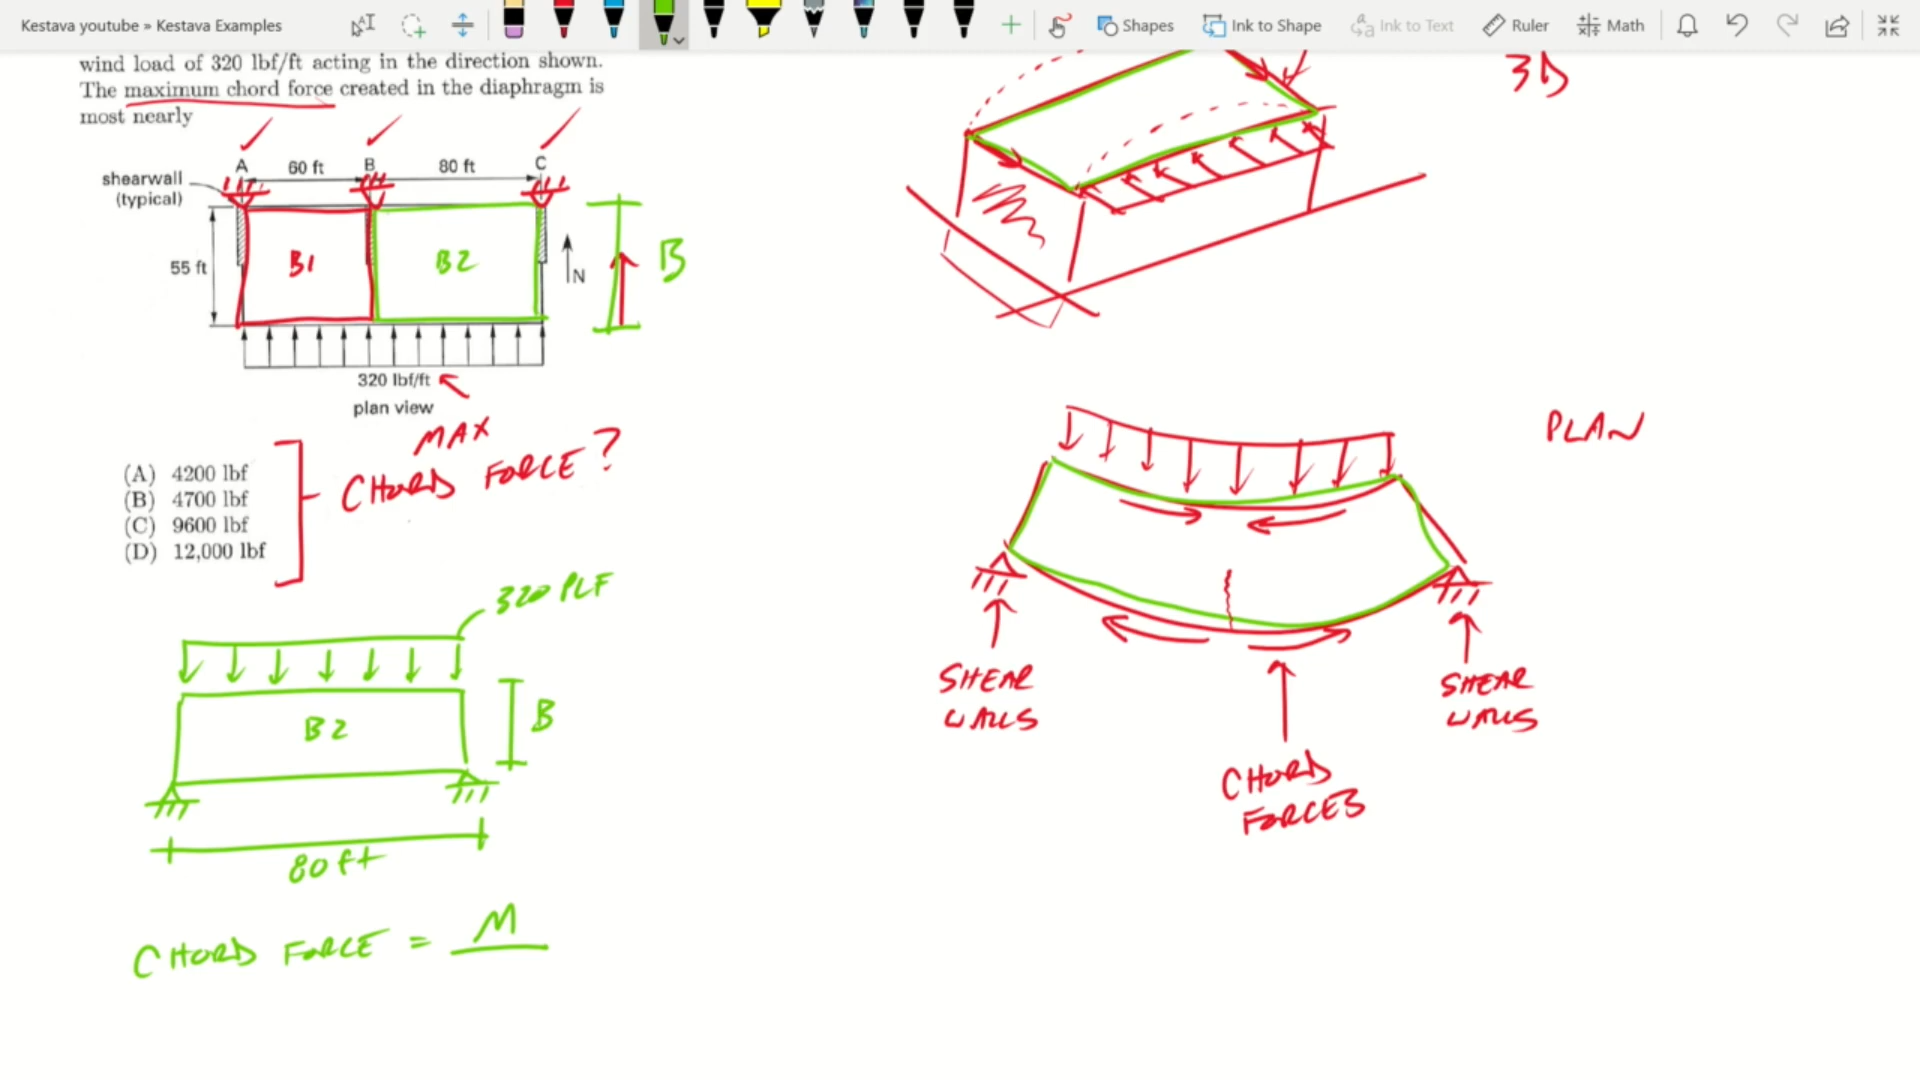 Kestava youtube » Kestava Examples
Shapes
Ink to Shape
Ink to Text
Ruler
Math
wind load of 320 lbf/ft acting in the direction shown.
The maximum chord force created in the diaphragm is
most nearly
A 60 ft B 80 ft C
shearwall
(typical)
55 ft
B1
B2
N
B
320 lbf/ft
plan view
MAX
CHORD FORCE?
(A) 4200 lbf
(B) 4700 lbf
(C) 9600 lbf
(D) 12,000 lbf
320 PLF
B2
B
80 ft
CHORD FORCE = M
3D
PLAN
SHEAR
WALLS
SHEAR
WALLS
CHORD
FORCES